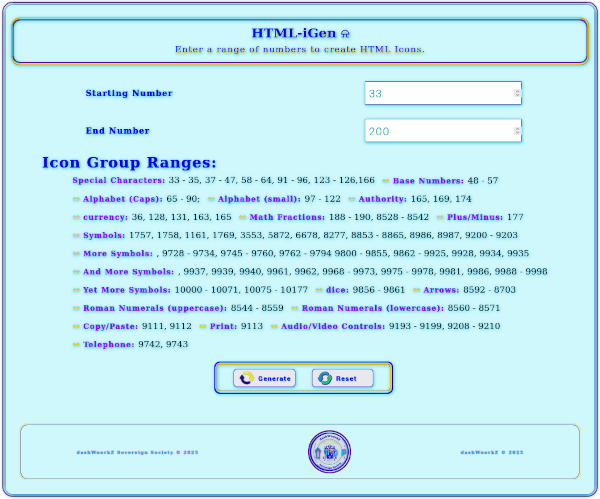 HTML-iGen
Enter a range of numbers to create HTML Icons.
Starting Number
33
End Number
200
Icon Group Ranges:
Special Characters: 33 - 35, 37 - 47, 58 - 64, 91 - 96, 123 - 126,166 ⇔ Base Numbers: 48 - 57
⇔ Alphabet (Caps): 65 - 90; ⇔ Alphabet (small): 97 - 122 ⇔ Authority: 165, 169, 174
⇔ currency: 36, 128, 131, 163, 165 ⇔ Math Fractions: 188 - 190, 8528 - 8542 ⇔ Plus/Minus: 177
⇔ Symbols: 1757, 1758, 1161, 1769, 3553, 5872, 6678, 8277, 8853 - 8865, 8986, 8987, 9200 - 9203
⇔ More Symbols: , 9728 - 9734, 9745 - 9760, 9762 - 9794 9800 - 9855, 9862 - 9925, 9928, 9934, 9935
⇔ And More Symbols: , 9937, 9939, 9940, 9961, 9962, 9968 - 9973, 9975 - 9978, 9981, 9986, 9988 - 9998
⇔ Yet More Symbols: 10000 - 10071, 10075 - 10177 ⇔ dice: 9856 - 9861 ⇔ Arrows: 8592 - 8703
⇔ Roman Numerals (uppercase): 8544 - 8559 ⇔ Roman Numerals (lowercase): 8560 - 8571
⇔ Copy/Paste: 9111, 9112 ⇔ Print: 9113 ⇔ Audio/Video Controls: 9193 - 9199, 9208 - 9210
⇔ Telephone: 9742, 9743
Generate Reset
dashWoorkZ Sovereign Society © 2025 dashWoorkZ © 2025